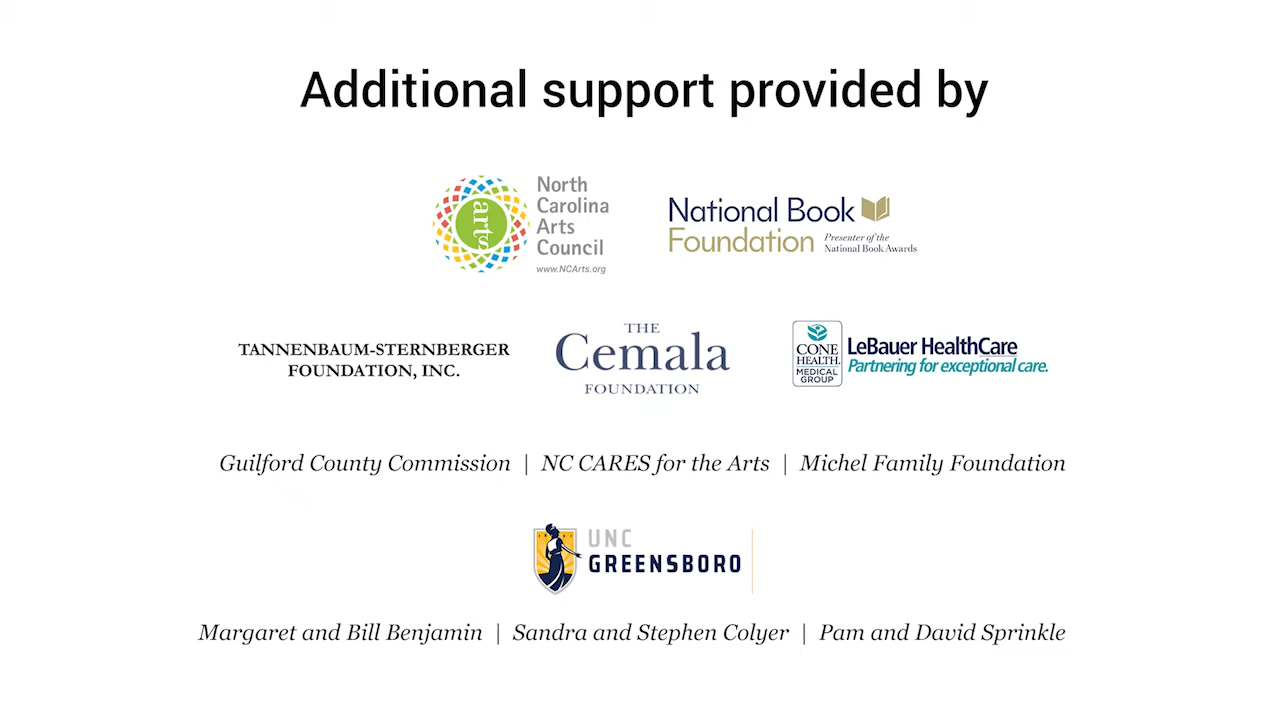 Additional support provided by
arts
North
Carolina
Arts
Council
www.NCArts.org
National Book
Foundation
Presenter of the
National Book Awards
TANNENBAUM-STERNBERGER
FOUNDATION, INC.
THE
Cemala
FOUNDATION
CONE
HEALTH.
MEDICAL
GROUP
LeBauer HealthCare
Partnering for exceptional care.
Guilford County Commission | NC CARES for the Arts | Michel Family Foundation
UNC
GREENSBORO
Margaret and Bill Benjamin | Sandra and Stephen Colyer | Pam and David Sprinkle